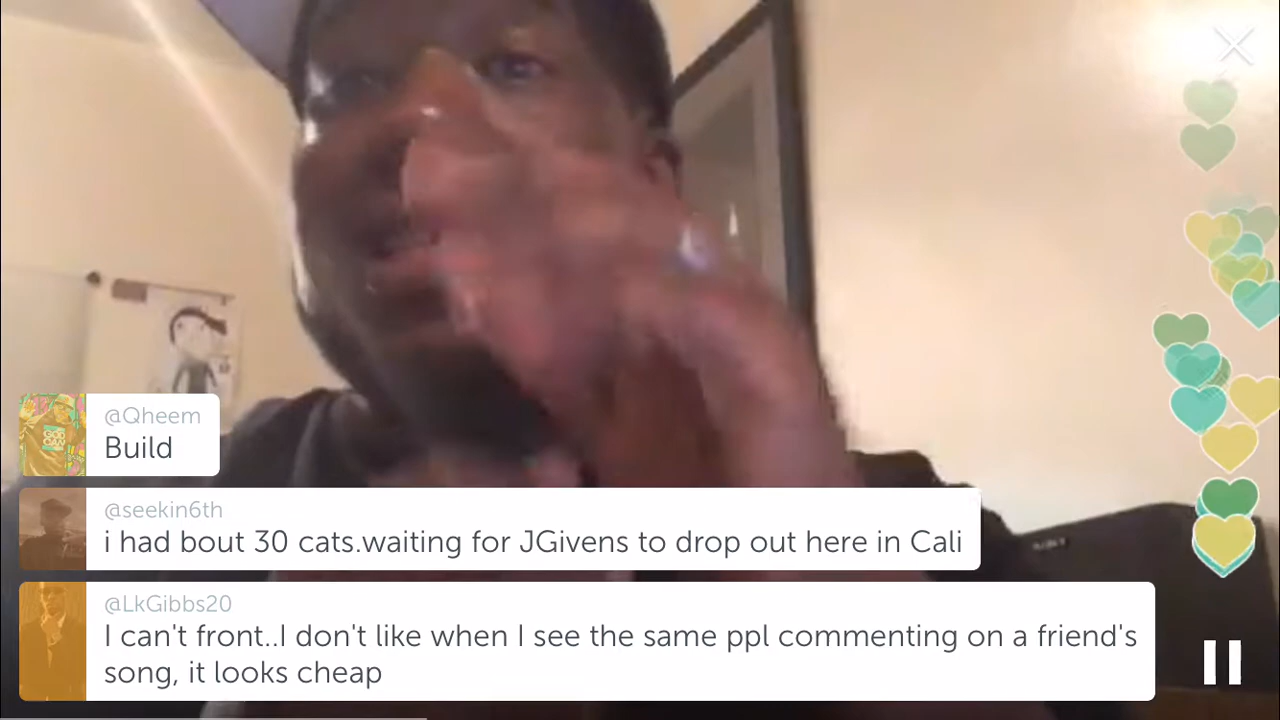 @Qheem
Build
@seekin6th
i had bout 30 cats.waiting for JGivens to drop out here in Cali
@LkGibbs20
I can't front..I don't like when I see the same ppl commenting on a friend's
song, it looks cheap